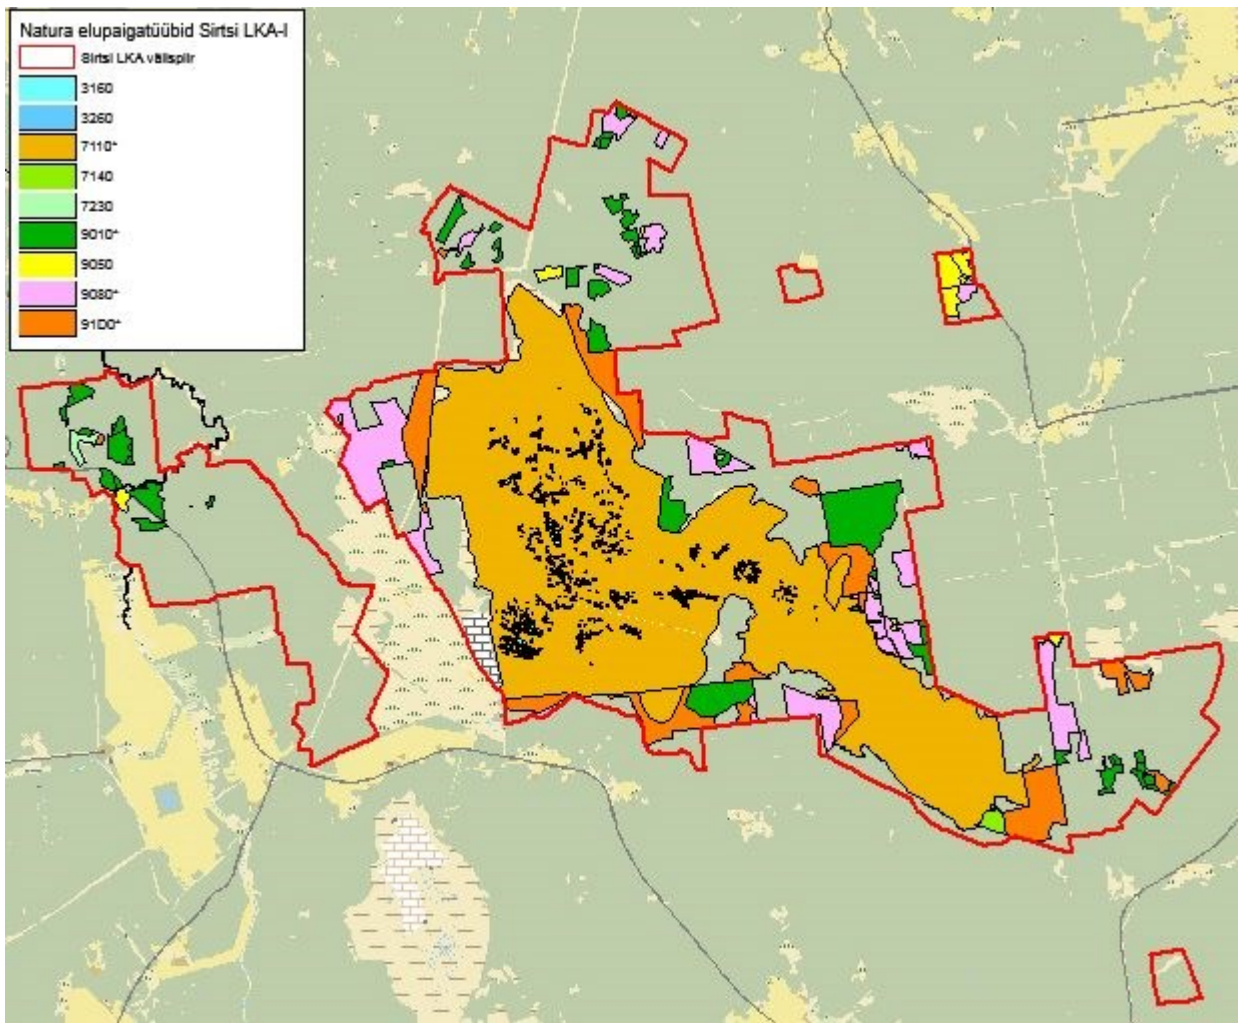 Natura elupaigatüübid Sirtsi LKA-l
Sirtsi LKA välispiir
3160
3260
7110*
7140
7230
9010*
9050
9080*
91D0*